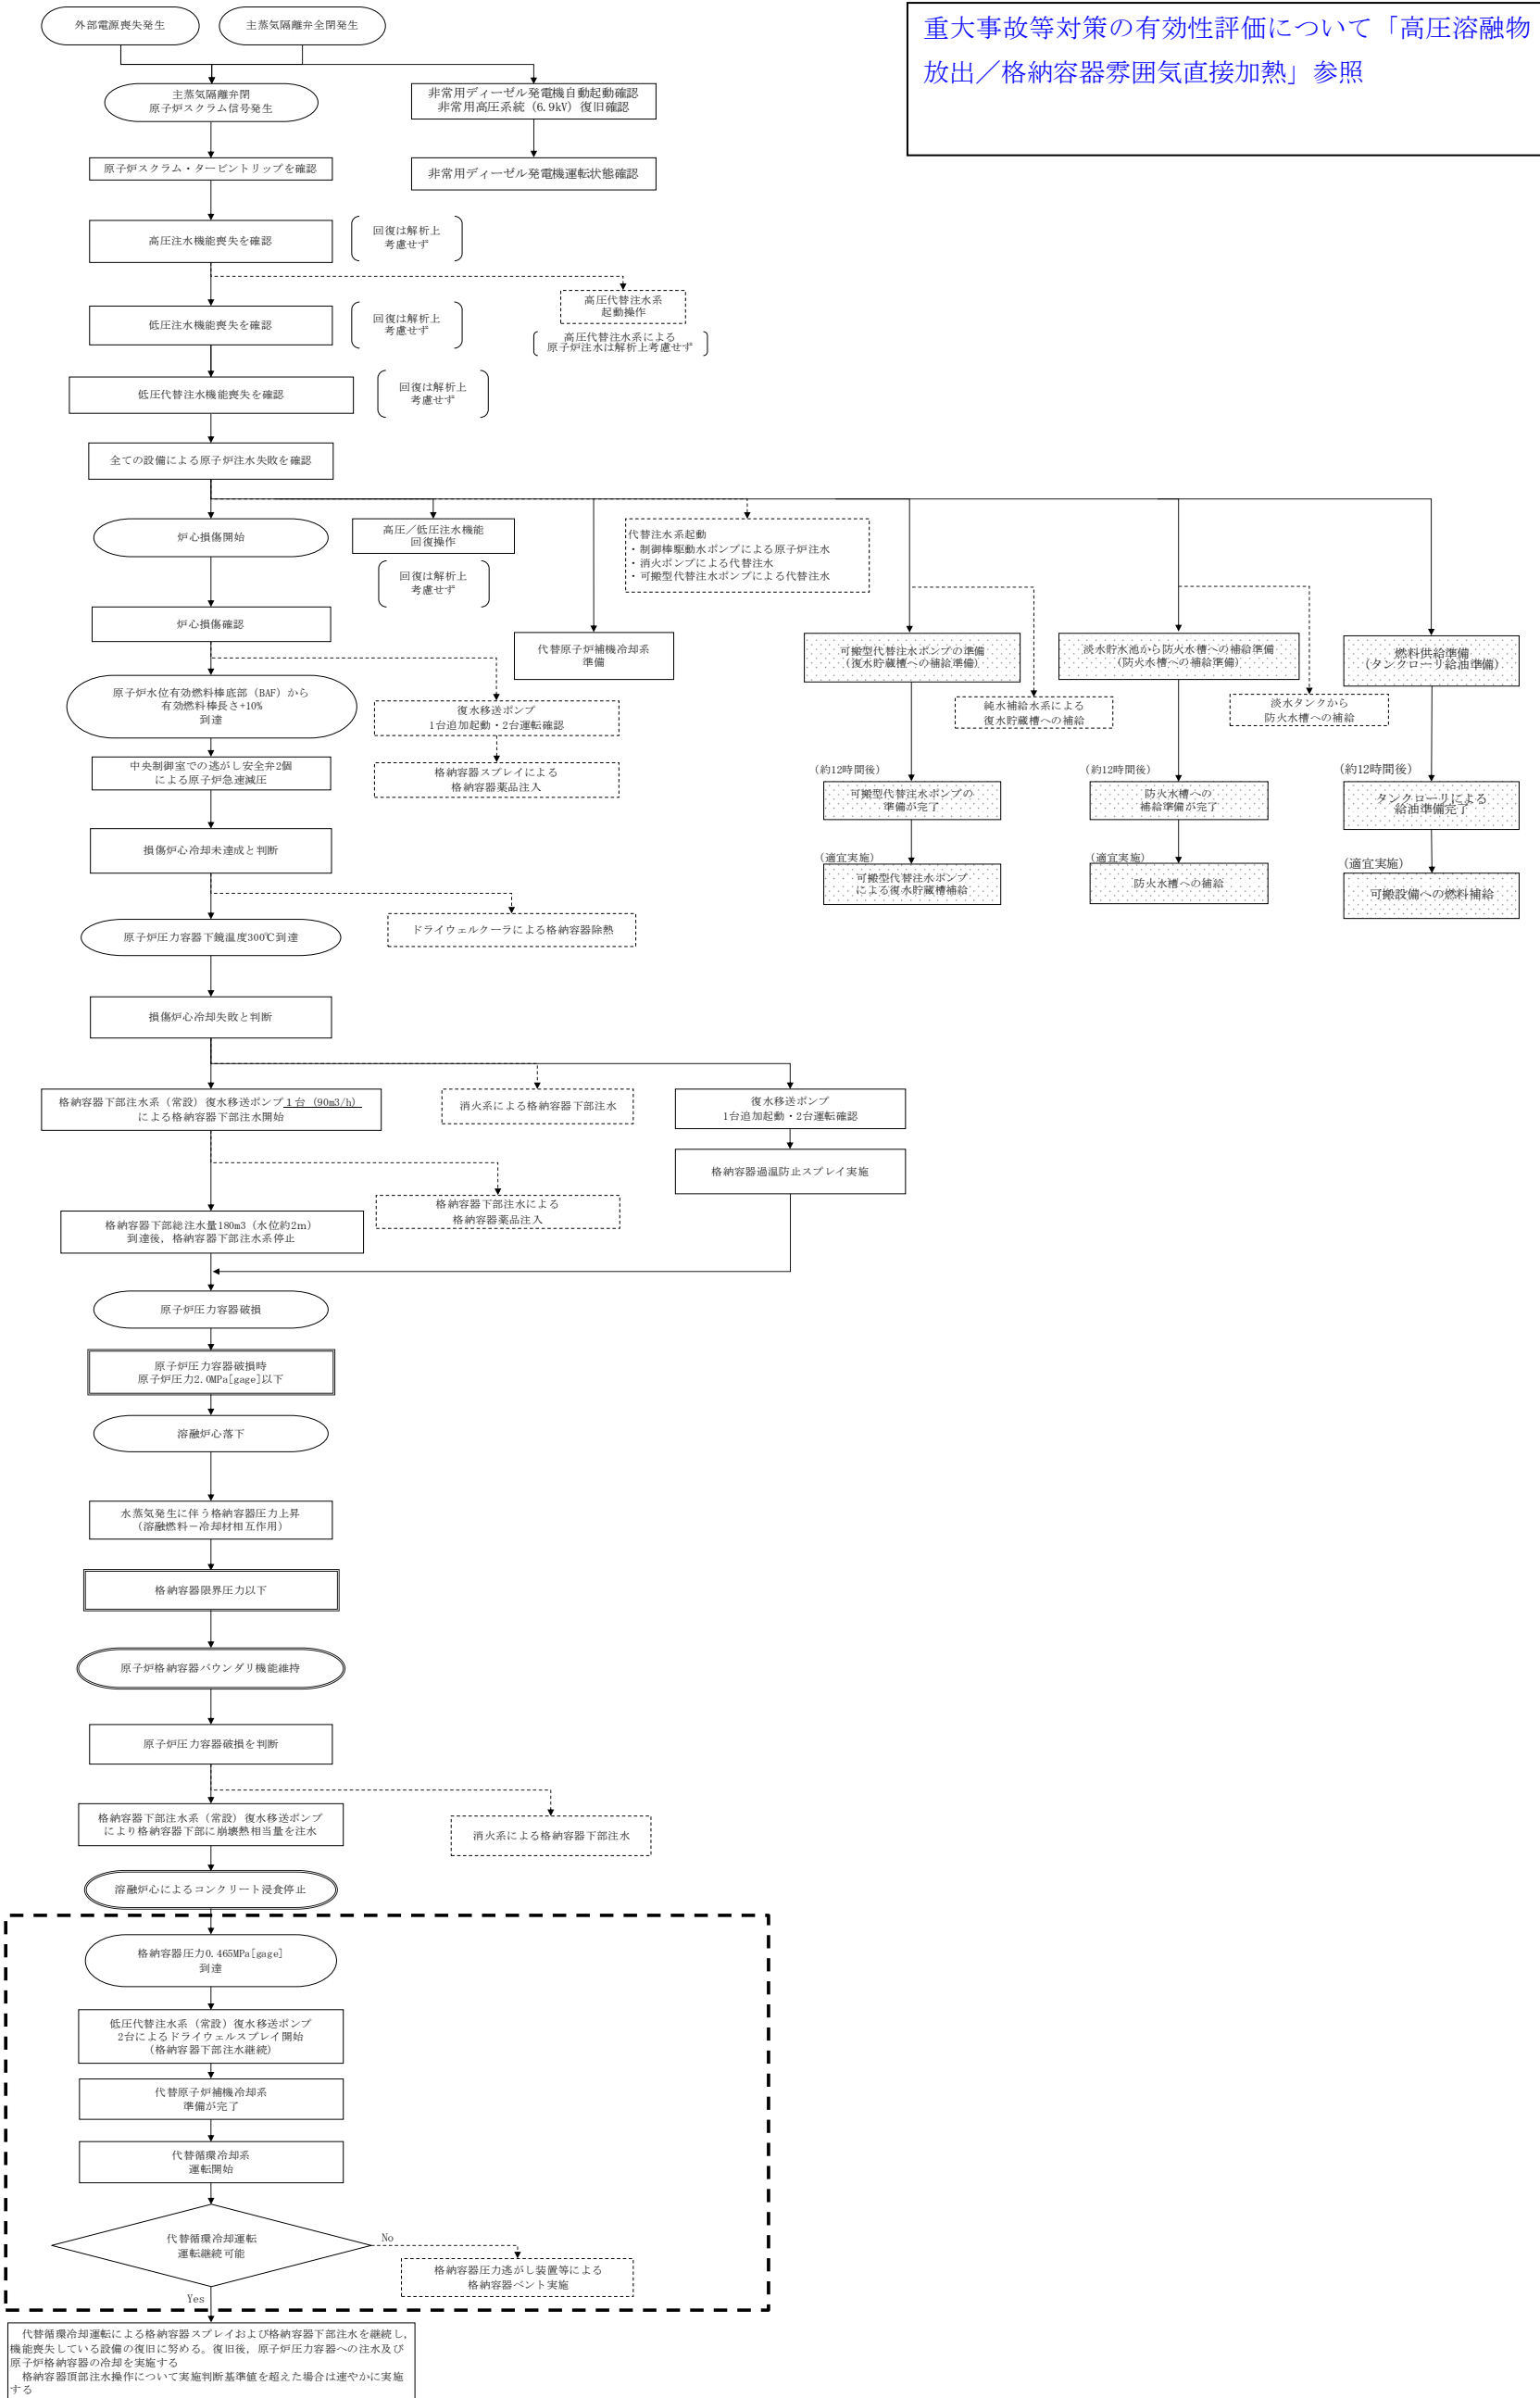 外部電源喪失発生
主蒸気隔離弁全閉発生
重大事故等対策の有効性評価について「高圧溶融物
放出／格納容器雰囲気直接加熱」参照
主蒸気隔離弁閉
原子炉スクラム信号発生
非常用ディーゼル発電機自動起動確認
非常用高圧系統（6.9kV）復旧確認
原子炉スクラム・タービントリップを確認
非常用ディーゼル発電機運転状態確認
高圧注水機能喪失を確認
回復は解析上
考慮せず
高圧代替注水系
起動操作
低圧注水機能喪失を確認
回復は解析上
考慮せず
高圧代替注水系による
原子炉注水は解析上考慮せず
低圧代替注水機能喪失を確認
回復は解析上
考慮せず
全ての設備による原子炉注水失敗を確認
炉心損傷開始
高圧／低圧注水機能
回復操作
回復は解析上
考慮せず
代替注水系起動
・制御棒駆動水ポンプによる原子炉注水
・消火ポンプによる代替注水
・可搬型代替注水ポンプによる代替注水
炉心損傷確認
代替原子炉補機冷却系
準備
可搬型代替注水ポンプの準備
（復水貯蔵槽への補給準備）
淡水貯水池から防火水槽への補給準備
（防火水槽への補給準備）
燃料供給準備
（タンクローリ給油準備）
原子炉水位有効燃料棒底部（BAF）から
有効燃料棒長さ+10%
到達
復水移送ポンプ
1台追加起動・2台運転確認
純水補給水系による
復水貯蔵槽への補給
淡水タンクから
防火水槽への補給
中央制御室での逃がし安全弁2個
による原子炉急速減圧
格納容器スプレイによる
格納容器薬品注入
（約12時間後）
（約12時間後）
（約12時間後）
可搬型代替注水ポンプの
準備が完了
防火水槽への
補給準備が完了
タンクローリによる
給油準備完了
損傷炉心冷却未達成と判断
（適宜実施）
（適宜実施）
（適宜実施）
可搬型代替注水ポンプ
による復水貯蔵槽補給
防火水槽への補給
可搬設備への燃料補給
原子炉圧力容器下鏡温度300℃到達
ドライウェルクーラによる格納容器除熱
損傷炉心冷却失敗と判断
格納容器下部注水系（常設）復水移送ポンプ１台（90m3/h）
による格納容器下部注水開始
消火系による格納容器下部注水
復水移送ポンプ
1台追加起動・2台運転確認
格納容器過温防止スプレイ実施
格納容器下部注水による
格納容器薬品注入
格納容器下部総注水量180m3（水位約2m）
到達後，格納容器下部注水系停止
原子炉圧力容器破損
原子炉圧力容器破損時
原子炉圧力2.0MPa[gage]以下
溶融炉心落下
水蒸気発生に伴う格納容器圧力上昇
（溶融燃料－冷却材相互作用）
格納容器限界圧力以下
原子炉格納容器バウンダリ機能維持
原子炉圧力容器破損を判断
格納容器下部注水系（常設）復水移送ポンプ
により格納容器下部に崩壊熱相当量を注水
消火系による格納容器下部注水
溶融炉心によるコンクリート浸食停止
格納容器圧力0.465MPa[gage]
到達
低圧代替注水系（常設）復水移送ポンプ
2台によるドライウェルスプレイ開始
（格納容器下部注水継続）
代替原子炉補機冷却系
準備が完了
代替循環冷却系
運転開始
代替循環冷却運転
運転継続可能
No
格納容器圧力逃がし装置等による
格納容器ベント実施
Yes
代替循環冷却運転による格納容器スプレイおよび格納容器下部注水を継続し，
機能喪失している設備の復旧に努める。復旧後，原子炉圧力容器への注水及び
原子炉格納容器の冷却を実施する
格納容器頂部注水操作について実施判断基準値を超えた場合は速やかに実施
する